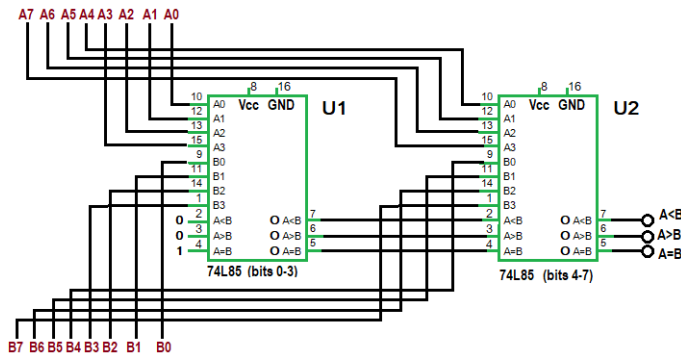 A7 A6 A5 A4 A3 A2 A1 A0
8 16
8 16
Vcc GND
U1
Vcc GND
U2
10 A0
12 A1
13 A2
15 A3
9 B0
11 B1
14 B2
1 B3
0 2 A<B O A<B 7
0 3 A>B O A>B 6
1 4 A=B O A=B 5
74L85 (bits 0-3)
10 A0
12 A1
13 A2
15 A3
9 B0
11 B1
14 B2
1 B3
2 A<B O A<B 7 A<B
3 A>B O A>B 6 A>B
4 A=B O A=B 5 A=B
74L85 (bits 4-7)
B7 B6 B5 B4 B3 B2 B1 B0